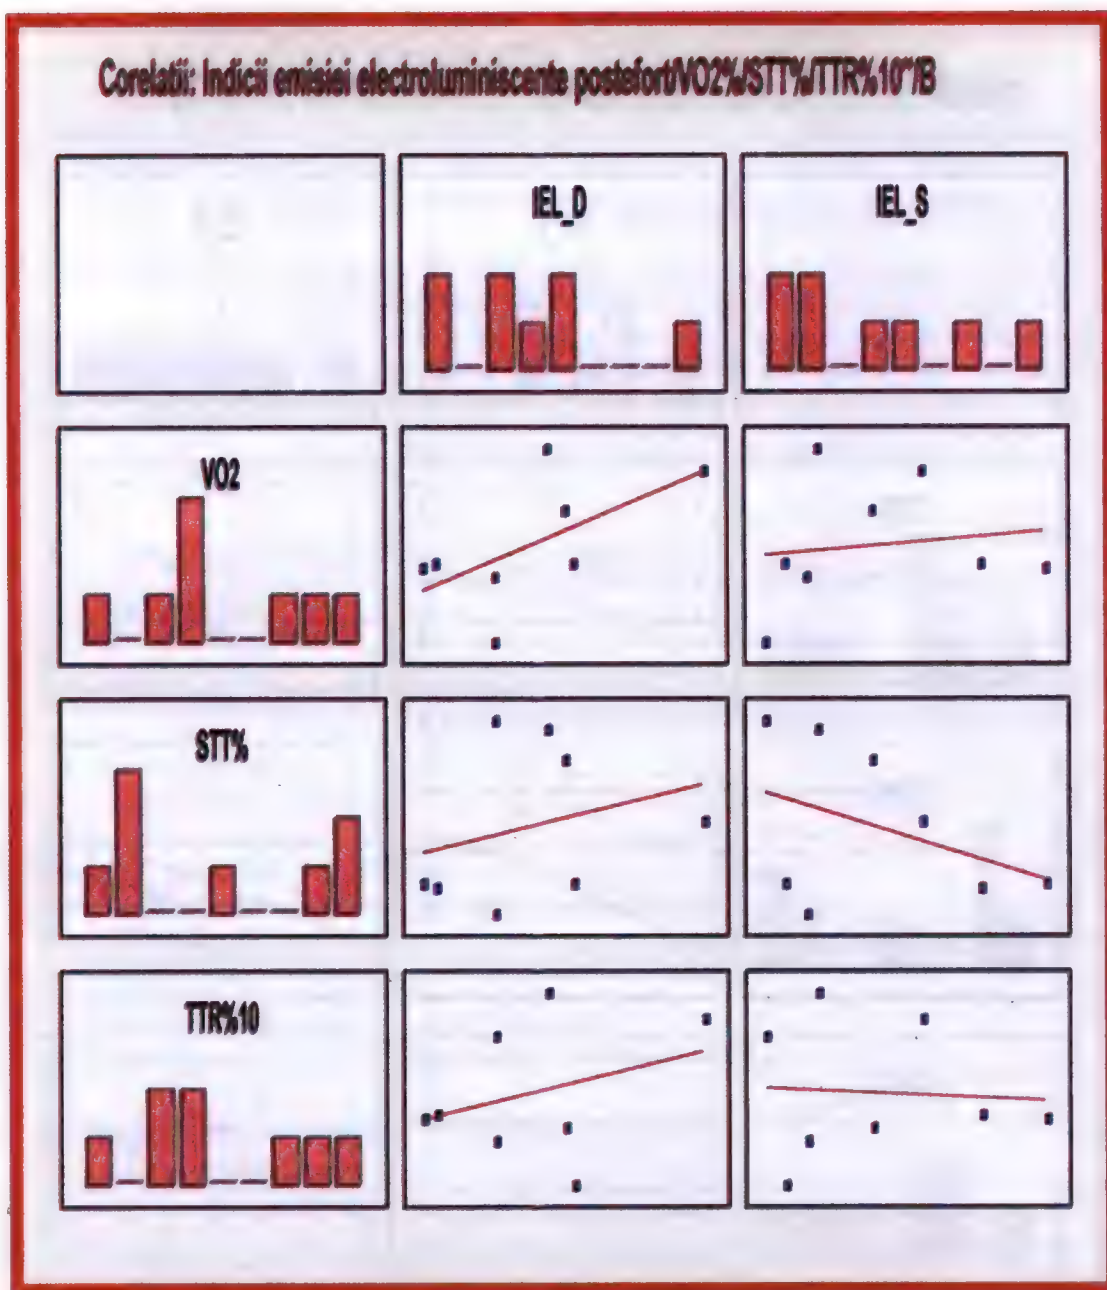 Corelatii: Indicii emisiei electroluminiscente postefort/VO2%/STT%/TTR%10"/B
IEL_D
IEL_S
VO2
STT%
TTR%10